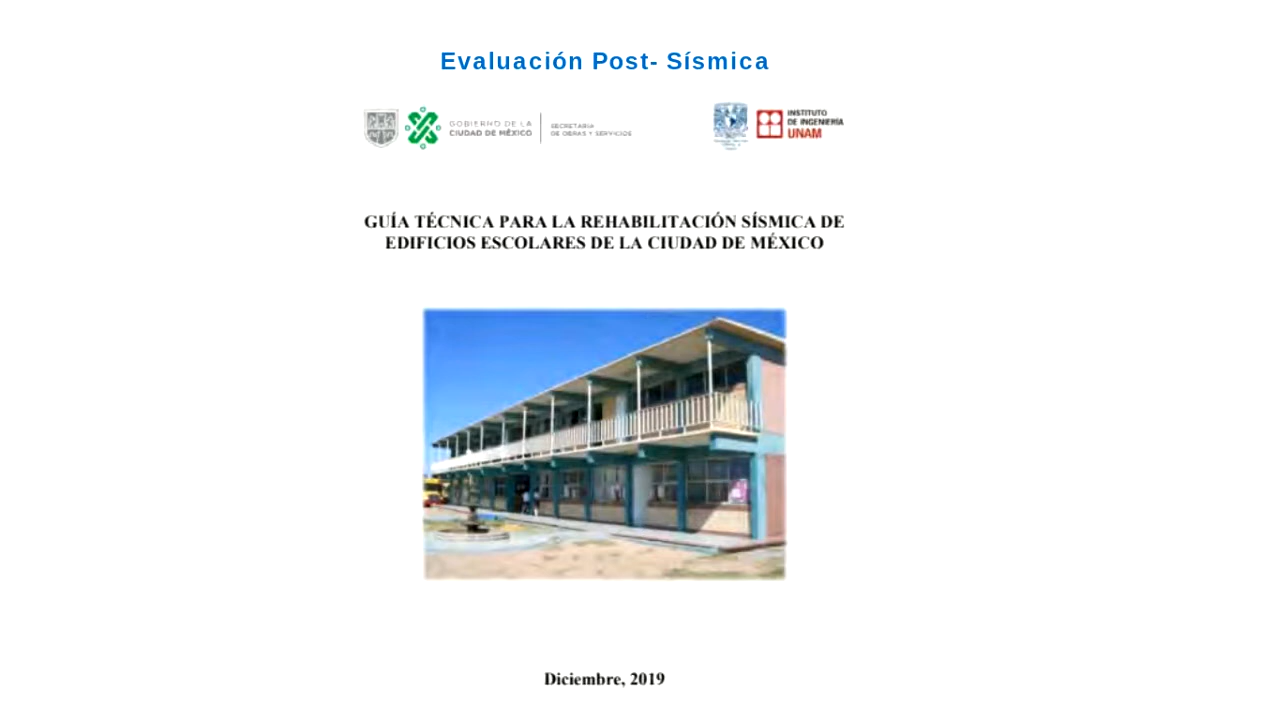 Evaluación Post- Sísmica
GOBIERNO DE LA
CIUDAD DE MÉXICO
SECRETARÍA
DE OBRAS Y SERVICIOS
INSTITUTO
DE INGENIERÍA
UNAM
GUÍA TÉCNICA PARA LA REHABILITACIÓN SÍSMICA DE
EDIFICIOS ESCOLARES DE LA CIUDAD DE MÉXICO
Diciembre, 2019